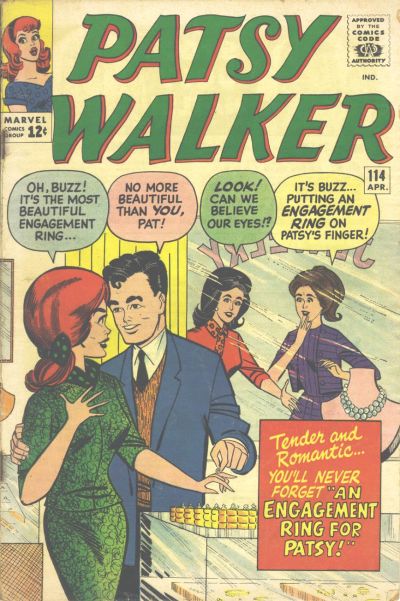 PATSY
WALKER
APPROVED
BY THE
COMICS
CODE
CA
AUTHORITY
IND.
MARVEL
COMICS
GROUP
12¢
114
APR.
OH, BUZZ!
IT'S THE MOST
BEAUTIFUL
ENGAGEMENT
RING...
NO MORE
BEAUTIFUL
THAN YOU,
PAT!
LOOK!
CAN WE
BELIEVE
OUR EYES!?
IT'S BUZZ...
PUTTING AN
ENGAGEMENT
RING ON
PATSY'S FINGER!
Tender and
Romantic...
YOU'LL NEVER
FORGET "AN
ENGAGEMENT
RING FOR
PATSY!"